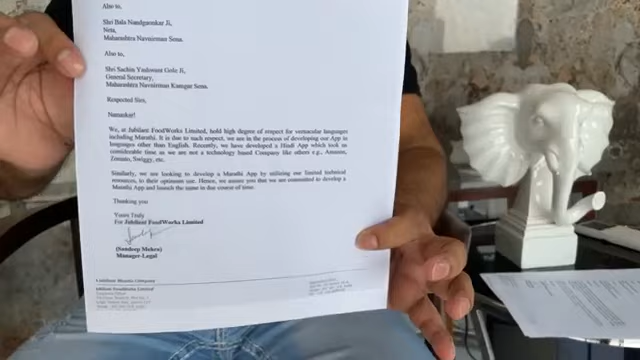 Also to,
Shri Bala Nandgaonkar Ji,
Neta,
Maharashtra Navnirman Sena.
Also to,
Shri Sachin Yashwant Gole Ji,
General Secretary,
Maharashtra Navnirman Kamgar Sena.
Respected Sirs,
Namaskar!
We, at Jubilant FoodWorks Limited, hold high degree of respect for vernacular languages
including Marathi. It is due to such respect, we are in the process of developing our App in
languages other than English. Recently, we have developed a Hindi App which took us
considerable time as we are not a technology based Company like others e.g., Amazon,
Zomato, Swiggy, etc.
Similarly, we are looking to develop a Marathi App by utilizing our limited technical
resources, to their optimum use. Hence, we assure you that we are committed to develop a
Marathi App and launch the same in due course of time.
Thanking you
Yours Truly
For Jubilant FoodWorks Limited
(Sandeep Mehra)
Manager-Legal
A Jubilant Bhartia Company
Jubilant FoodWorks Limited